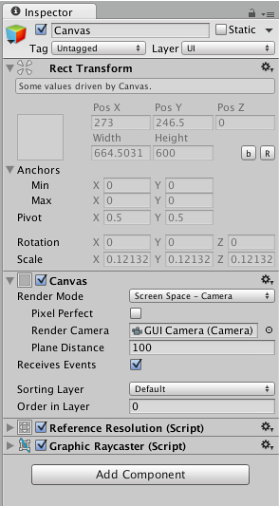 Inspector
Canvas Static
Tag Untagged Layer UI
Rect Transform
Some values driven by Canvas.
Pos X Pos Y Pos Z
273 246.5 0
Width Height
664.5031 600
b R
Anchors
Min X 0 Y 0
Max X 0 Y 0
Pivot X 0.5 Y 0.5
Rotation X 0 Y 0 Z 0
Scale X 0.12132 Y 0.12132 Z 0.12132
Canvas
Render Mode Screen Space - Camera
Pixel Perfect
Render Camera GUI Camera (Camera)
Plane Distance 100
Receives Events
Sorting Layer Default
Order in Layer 0
Reference Resolution (Script)
Graphic Raycaster (Script)
Add Component